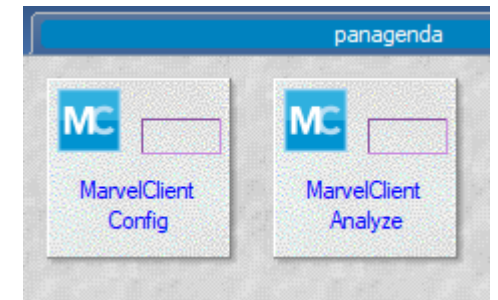 panagenda
MC
MarvelClient
Config
MC
MarvelClient
Analyze